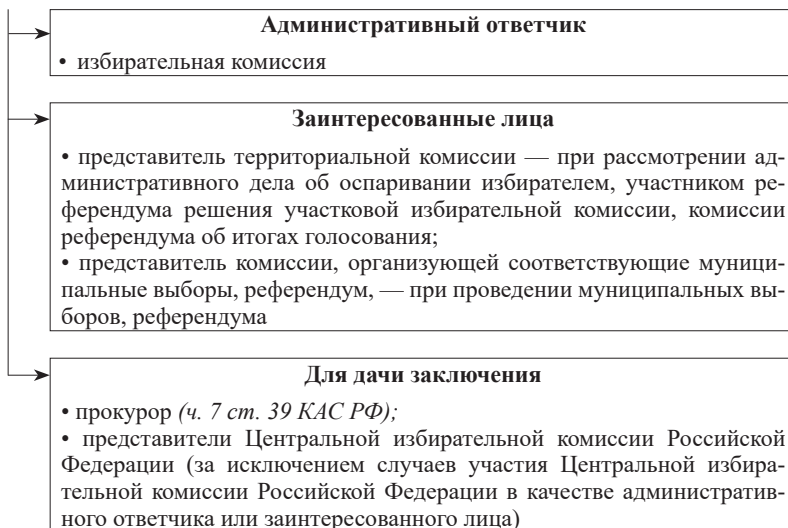 Административный ответчик
• избирательная комиссия
Заинтересованные лица
• представитель территориальной комиссии — при рассмотрении ад-
министративного дела об оспаривании избирателем, участником ре-
ферендума решения участковой избирательной комиссии, комиссии
референдума об итогах голосования;
• представитель комиссии, организующей соответствующие муници-
пальные выборы, референдум, — при проведении муниципальных вы-
боров, референдума
Для дачи заключения
• прокурор (ч. 7 ст. 39 КАС РФ);
• представители Центральной избирательной комиссии Российской
Федерации (за исключением случаев участия Центральной избира-
тельной комиссии Российской Федерации в качестве административ-
ного ответчика или заинтересованного лица)